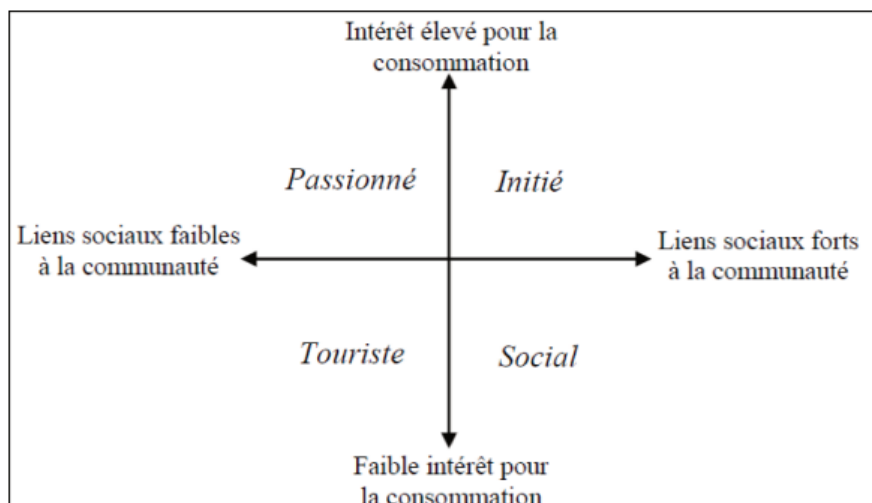 Intérêt élevé pour la
consommation
Passionné
Initié
Liens sociaux faibles
à la communauté
Liens sociaux forts
à la communauté
Touriste
Social
Faible intérêt pour
la consommation